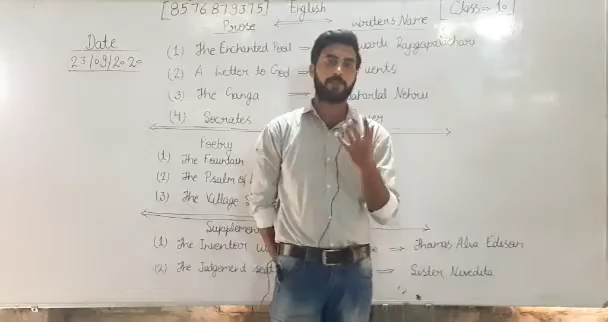 [8576879375] English [Class:- 10]
Prose ⟷ writers Name
Date
23/09/2020
(1) The Enchanted Pool ⇒ Rajgopalachari
(2) A Letter to God ⇒
(3) The Ganga ⇒ Nehru
(4) Socrates
Poetry
(1) The Fountain
(2) The Psalm of
(3) The Village
(1) The Inventor ⇒ Thomas Alva Edison
(2) The Judgement seat ⇒ Sister Nivedita